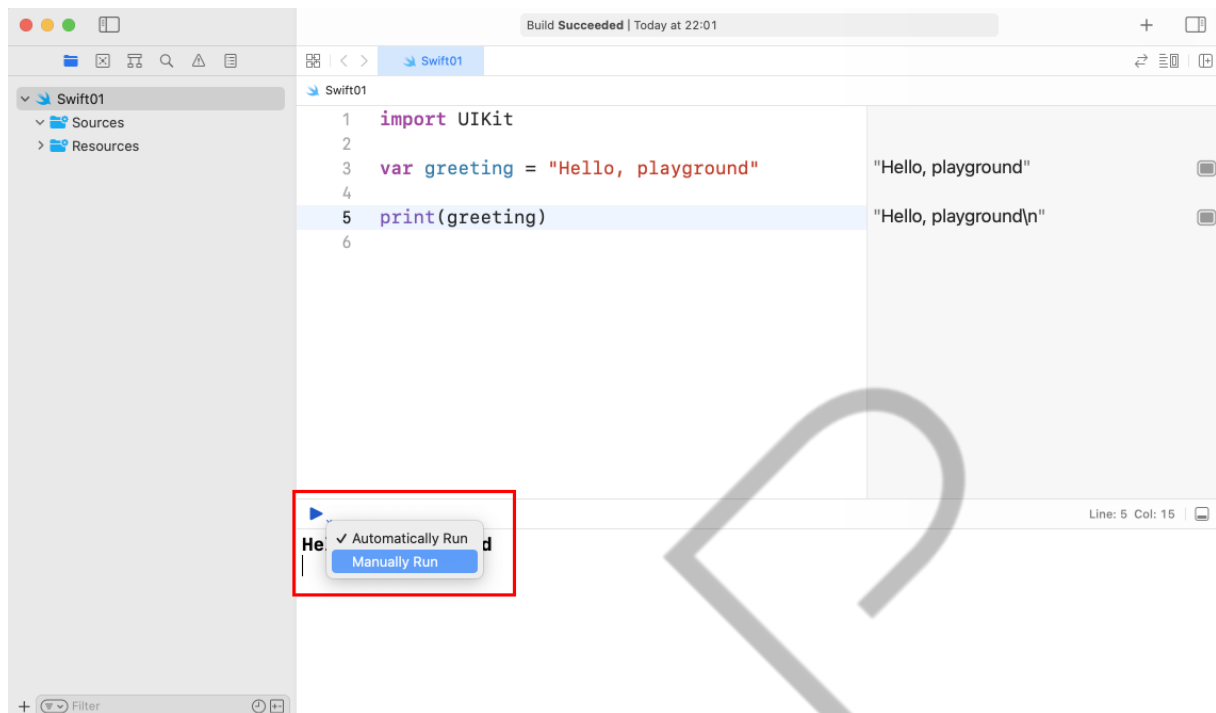 Build Succeeded | Today at 22:01
Swift01
Swift01
Swift01
Sources
Resources
1 import UIKit
2
3 var greeting = "Hello, playground"
"Hello, playground"
4
5 print(greeting)
"Hello, playground\n"
6
Line: 5 Col: 15
He
d
✓ Automatically Run
Manually Run
Filter